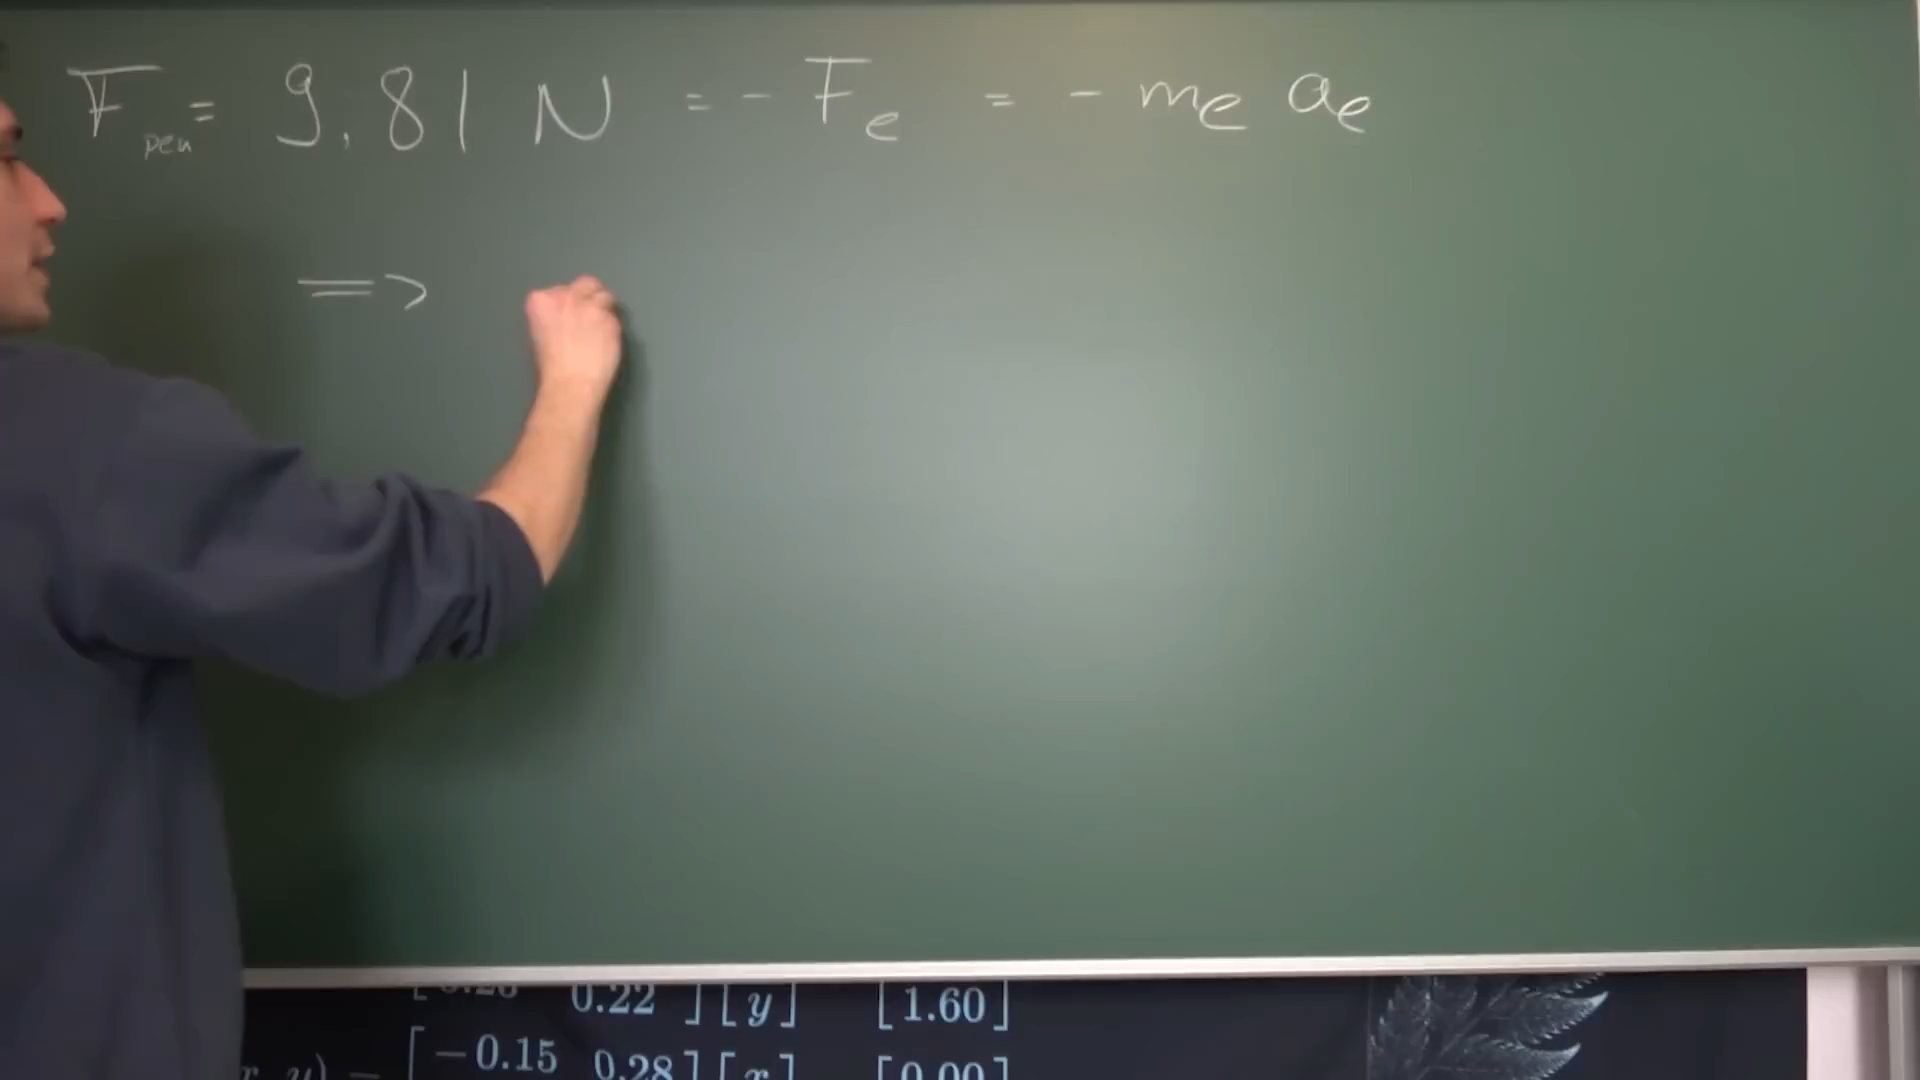 F_pen = 9.81 N = - F_e = - m_e a_e
=>
0.22 ] [ y ] [ 1.60 ]
[ -0.15 0.28 ] [ x ] [ 0.00 ]